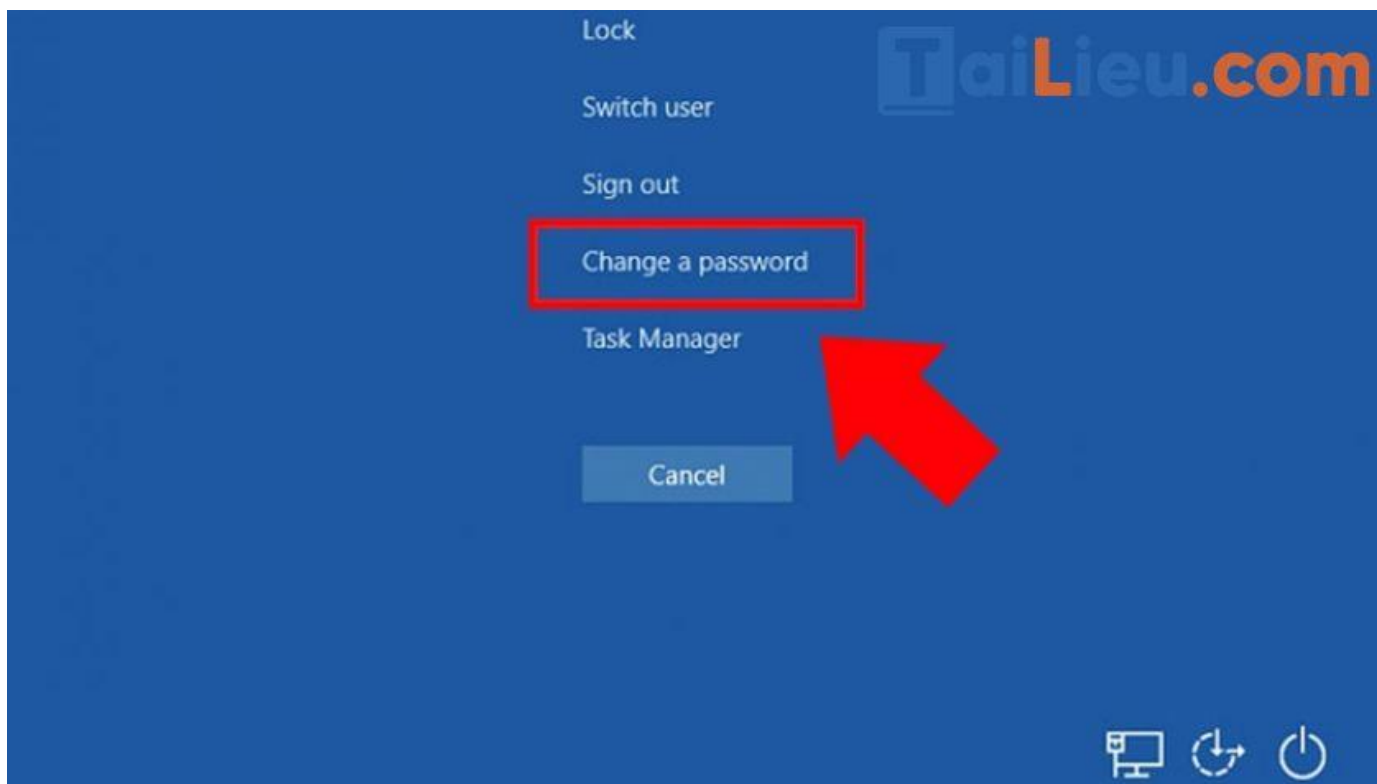 Lock
TaiLieu.com
Switch user
Sign out
Change a password
Task Manager
Cancel